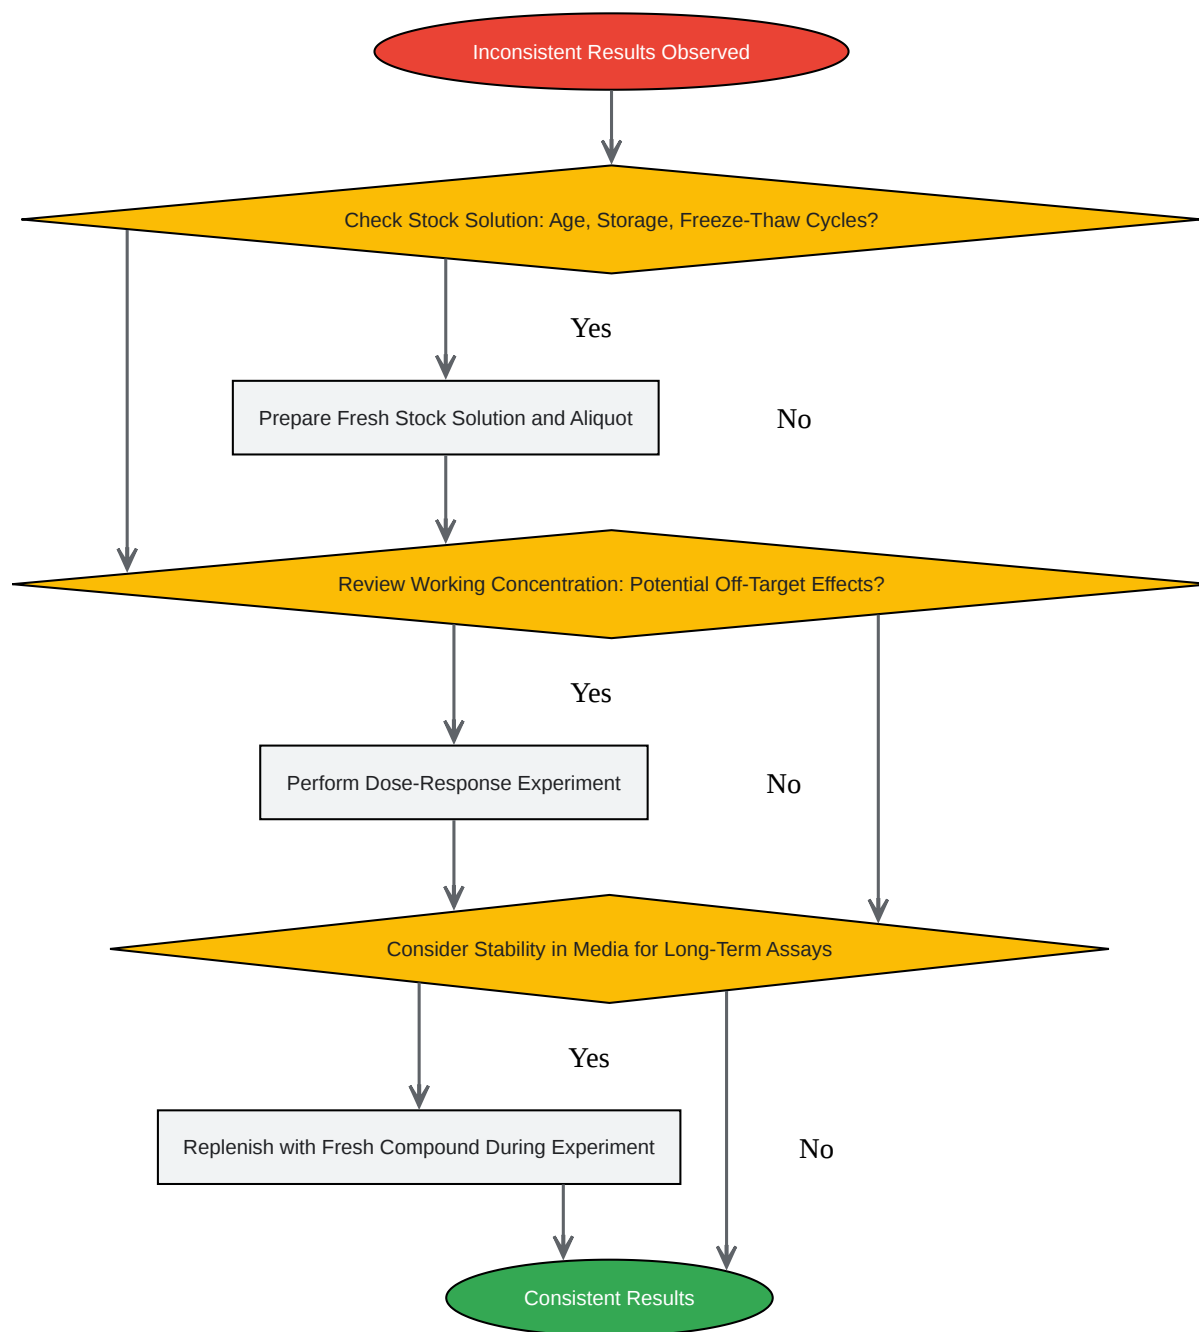 Inconsistent Results Observed
Check Stock Solution: Age, Storage, Freeze-Thaw Cycles?
Yes
Prepare Fresh Stock Solution and Aliquot
No
Review Working Concentration: Potential Off-Target Effects?
Yes
Perform Dose-Response Experiment
No
Consider Stability in Media for Long-Term Assays
Yes
Replenish with Fresh Compound During Experiment
No
Consistent Results